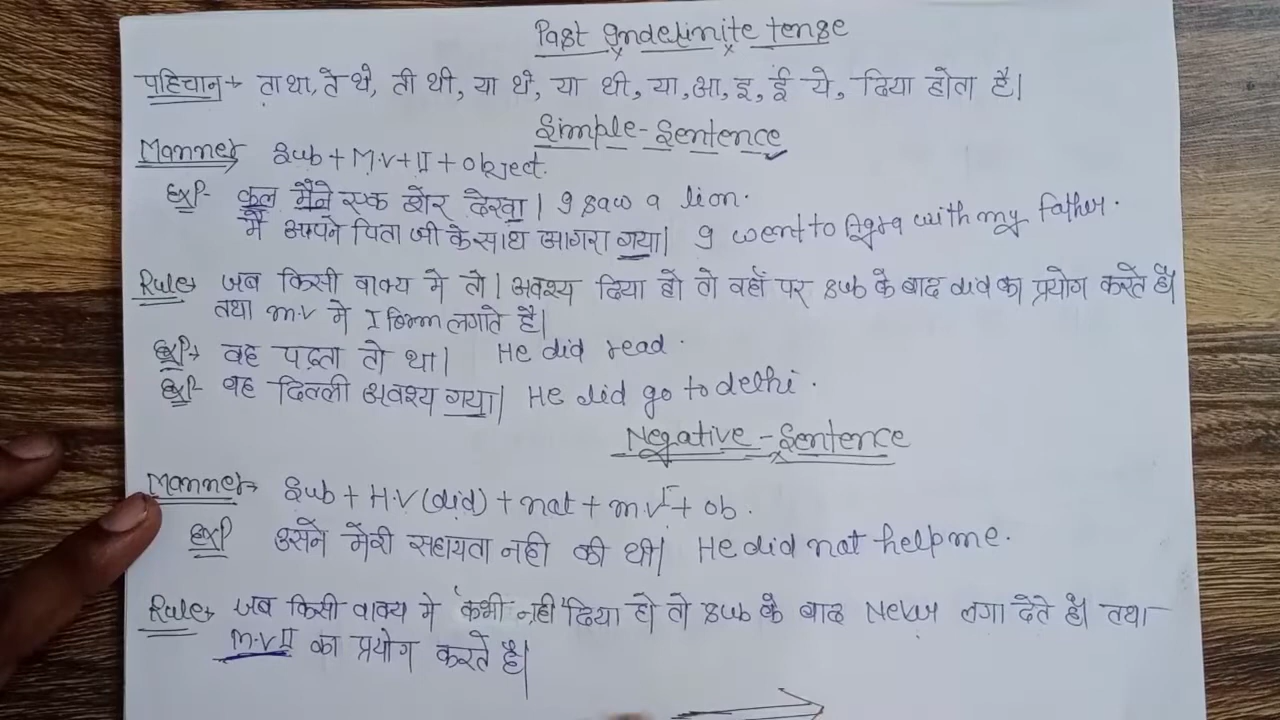 Past Indefinite tense
पहिचान→ ता था, ते थे, ती थी, या थे, या थी, या, आ, इ, ई ये, दिया होता है।
Simple-Sentence
Manner→ Sub+M.V+II+object.
Exp- कल मैने एक शेर देखा। I saw a lion.
मै अपने पिता जी के साथ आगरा गया। I went to Agra with my father.
Rule→ जब किसी वाक्य मे तो। अवश्य दिया हो तो वहाँ पर sub के बाद did का प्रयोग करते है।
तथा m.v मे I form लगाते है।
Exp→ वह पढ़ता तो था। He did read.
Exp- वह दिल्ली अवश्य गया। He did go to delhi.
Negative-Sentence
Manner→ Sub+H.V(did)+not+m.v I+ob.
Exp उसने मेरी सहायता नही की थी। He did not help me.
Rule→ जब किसी वाक्य मे 'कभी नही' दिया हो तो sub के बाद Never लगा देते है। तथा
m.v II का प्रयोग करते है।